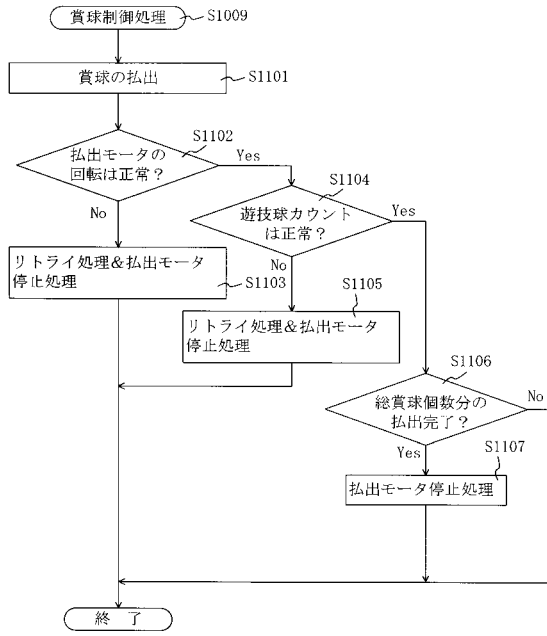 賞球制御処理
S1009
賞球の払出
S1101
S1102
払出モータの
回転は正常？
Yes
No
S1104
遊技球カウント
は正常？
Yes
No
リトライ処理＆払出モータ
停止処理
S1103
S1105
リトライ処理＆払出モータ
停止処理
S1106
総賞球個数分の
払出完了？
No
Yes
S1107
払出モータ停止処理
終 了